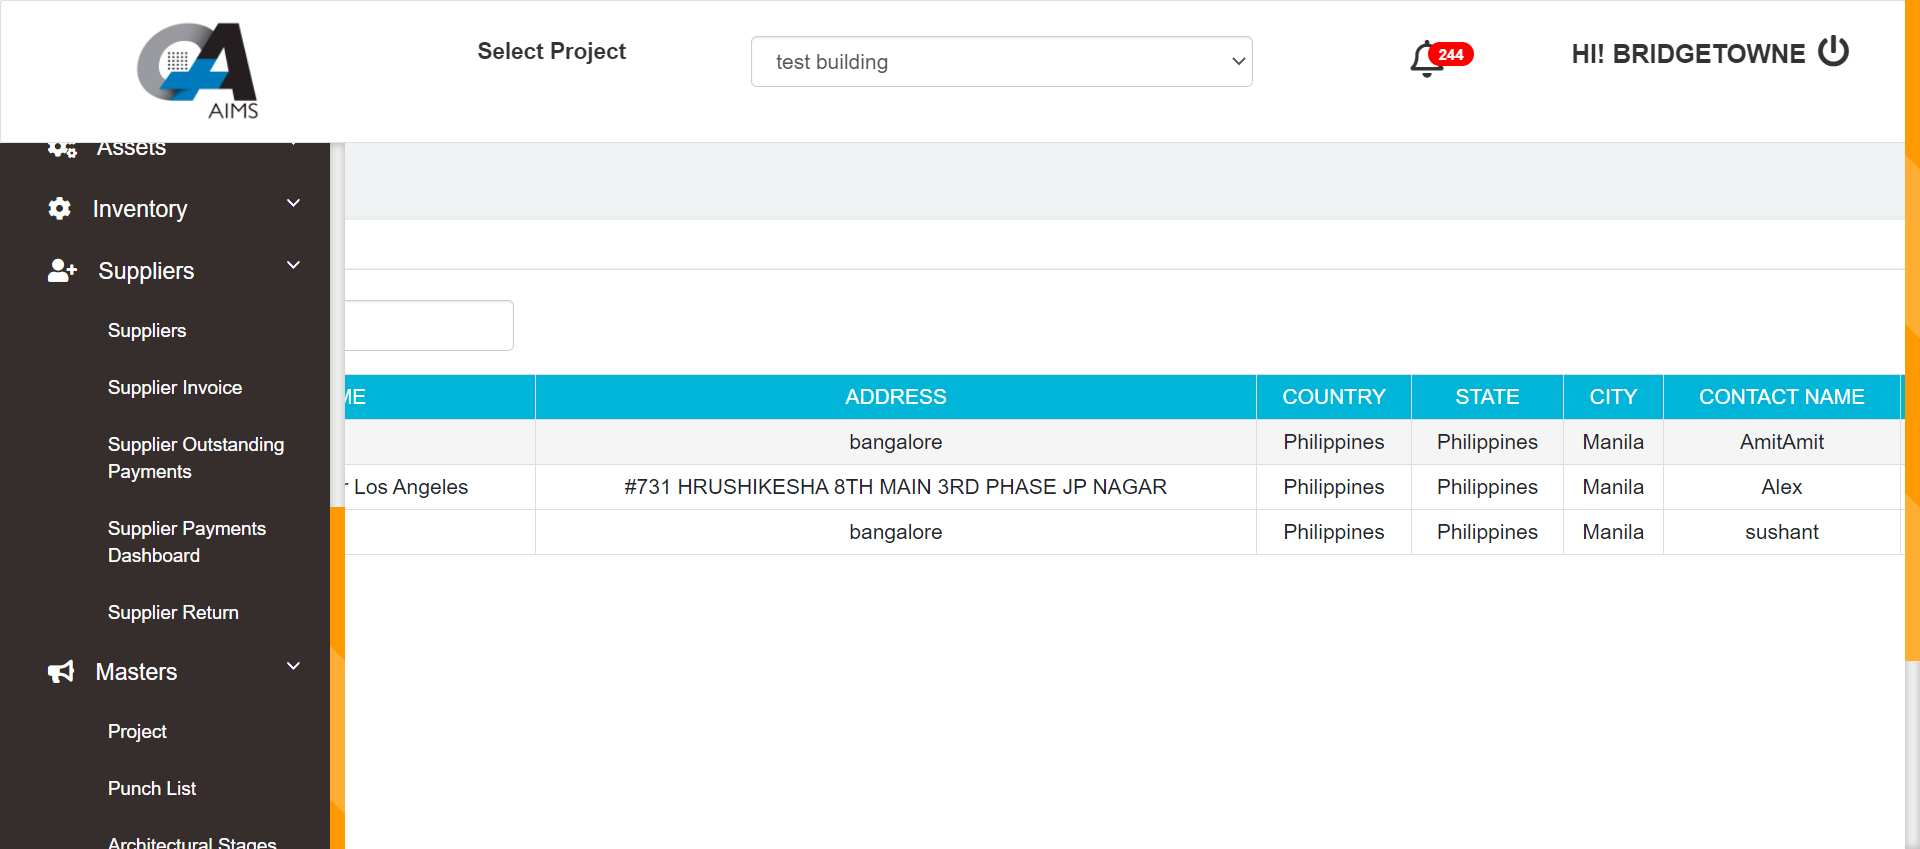 AIMS
Select Project
test building
244
HI! BRIDGETOWNE
Assets
Inventory
Suppliers
Suppliers
Supplier Invoice
Supplier Outstanding
Payments
Supplier Payments
Dashboard
Supplier Return
Masters
Project
Punch List
Architectural Stages
ME ADDRESS COUNTRY STATE CITY CONTACT NAME
bangalore Philippines Philippines Manila AmitAmit
Los Angeles #731 HRUSHIKESHA 8TH MAIN 3RD PHASE JP NAGAR Philippines Philippines Manila Alex
bangalore Philippines Philippines Manila sushant